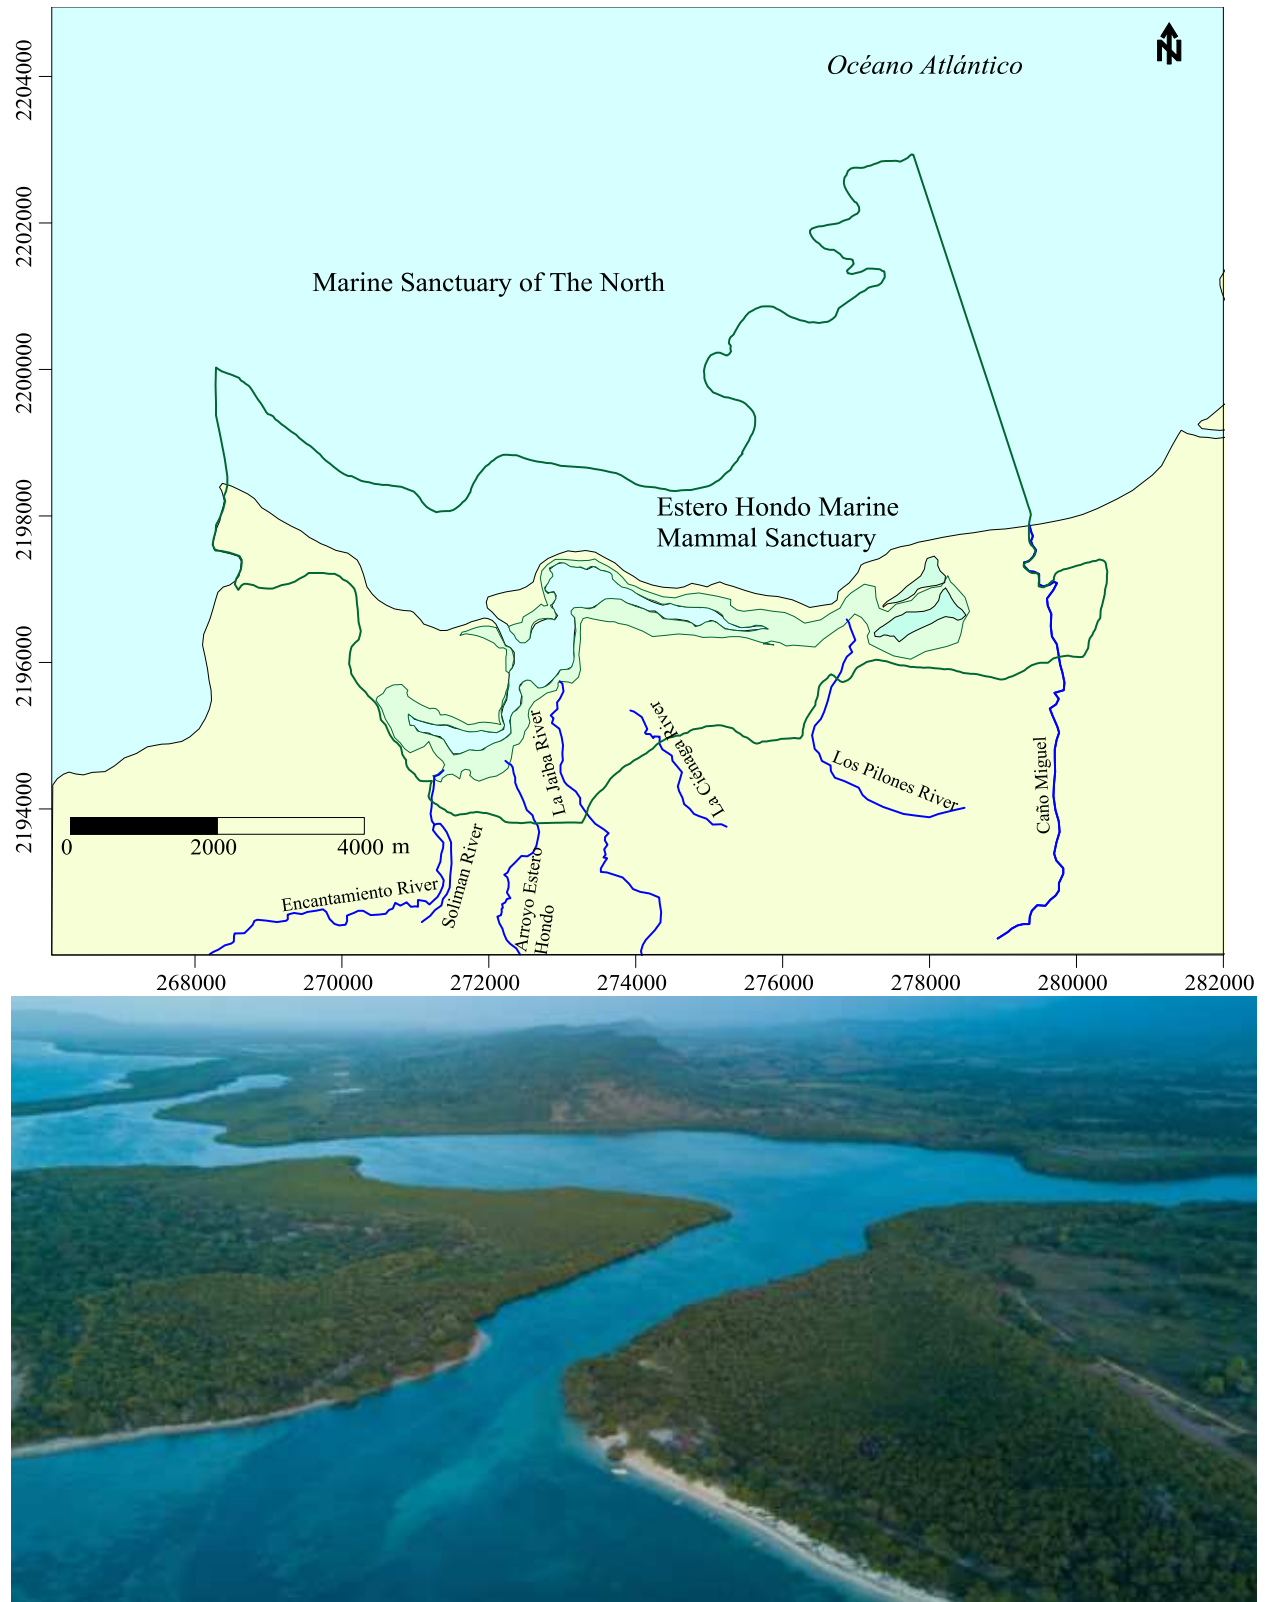 N
Océano Atlántico
Marine Sanctuary of The North
Estero Hondo Marine
Mammal Sanctuary
2204000
2202000
2200000
2198000
2196000
2194000
La Jaiba River
La Ciénaga River
Los Pilones River
Caño Miguel
Encantamiento River
Soliman River
Arroyo Estero
Hondo
0 2000 4000 m
268000 270000 272000 274000 276000 278000 280000 282000